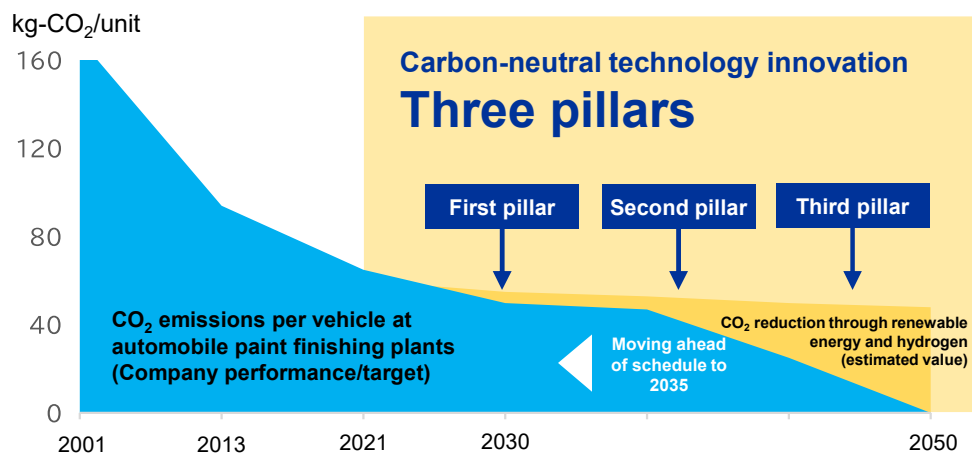 kg-CO₂/unit
160
120
80
40
0
Carbon-neutral technology innovation
Three pillars
First pillar
Second pillar
Third pillar
CO₂ emissions per vehicle at
automobile paint finishing plants
(Company performance/target)
Moving ahead
of schedule to
2035
CO₂ reduction through renewable
energy and hydrogen
(estimated value)
2001
2013
2021
2030
2050